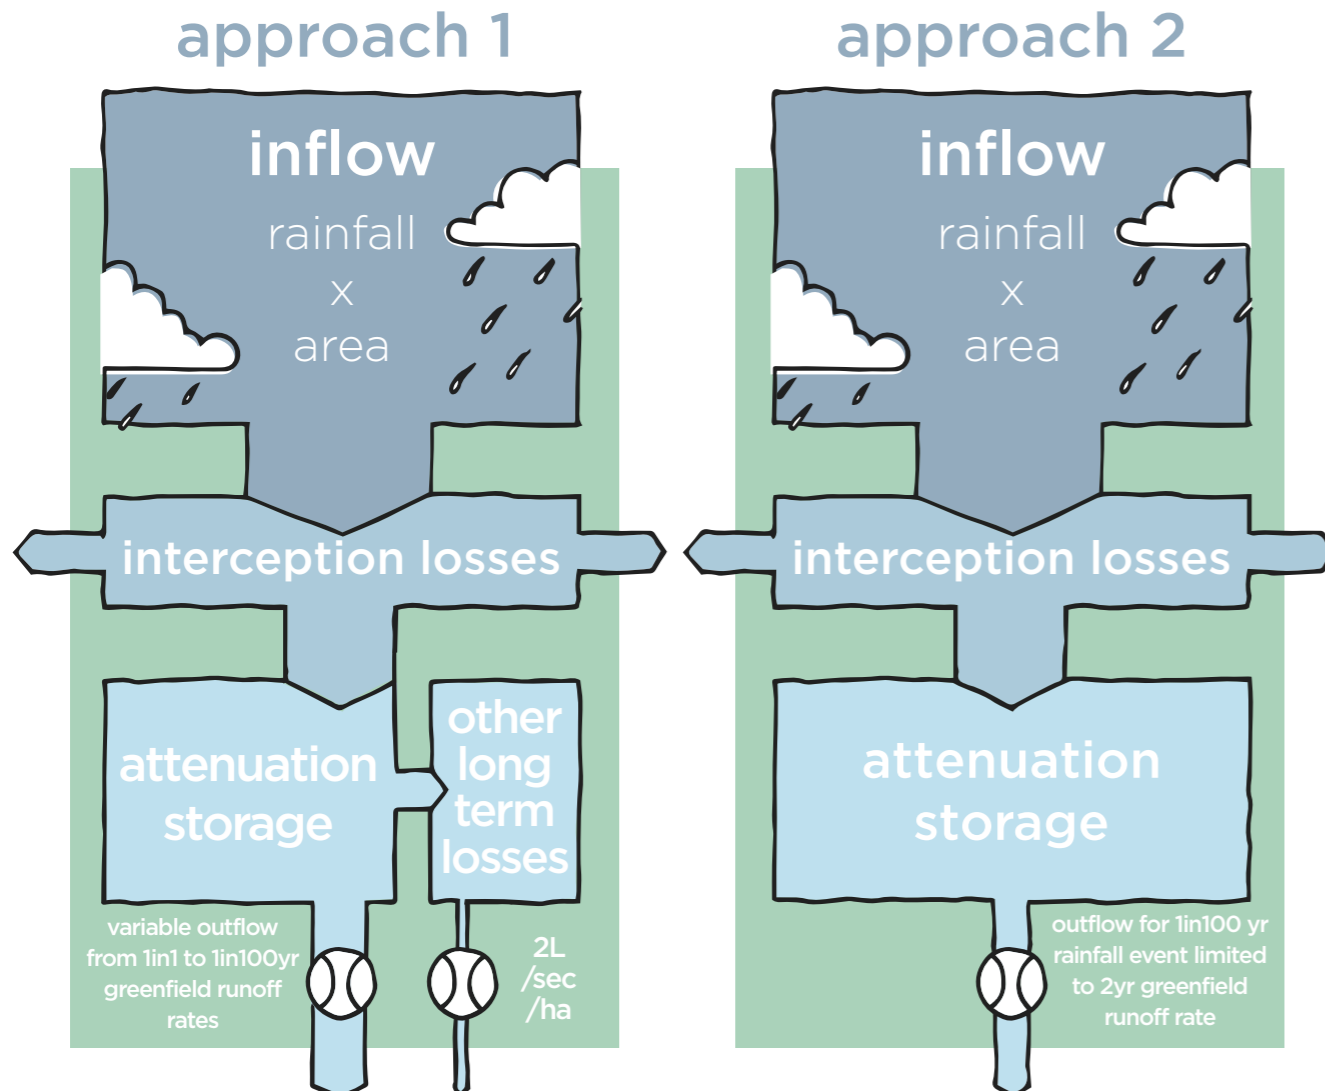 approach 1
inflow
rainfall
x
area
interception losses
attenuation
storage
other
long
term
losses
variable outflow
from 1in1 to 1in100yr
greenfield runoff
rates
2L
/sec
/ha
approach 2
inflow
rainfall
x
area
interception losses
attenuation
storage
outflow for 1in100 yr
rainfall event limited
to 2yr greenfield
runoff rate